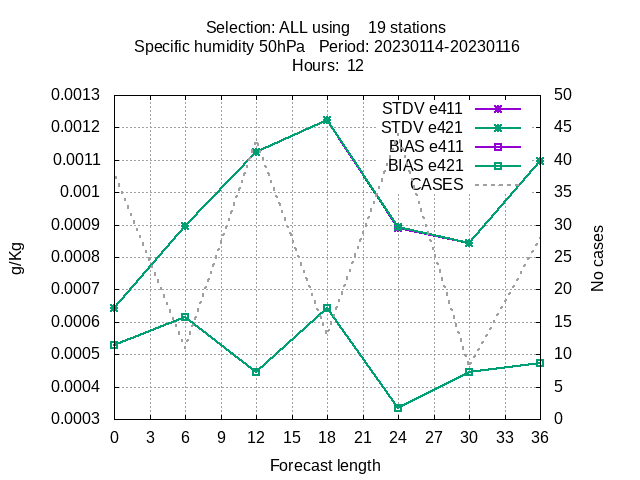 Selection: ALL using    19 stations
Specific humidity 50hPa   Period: 20230114-20230116
Hours:  12
0.0013
0.0012
0.0011
0.001
0.0009
0.0008
0.0007
0.0006
0.0005
0.0004
0.0003
g/Kg
STDV e411
STDV e421
BIAS e411
BIAS e421
CASES
50
45
40
35
30
25
20
15
10
5
0
No cases
0 3 6 9 12 15 18 21 24 27 30 33 36
Forecast length